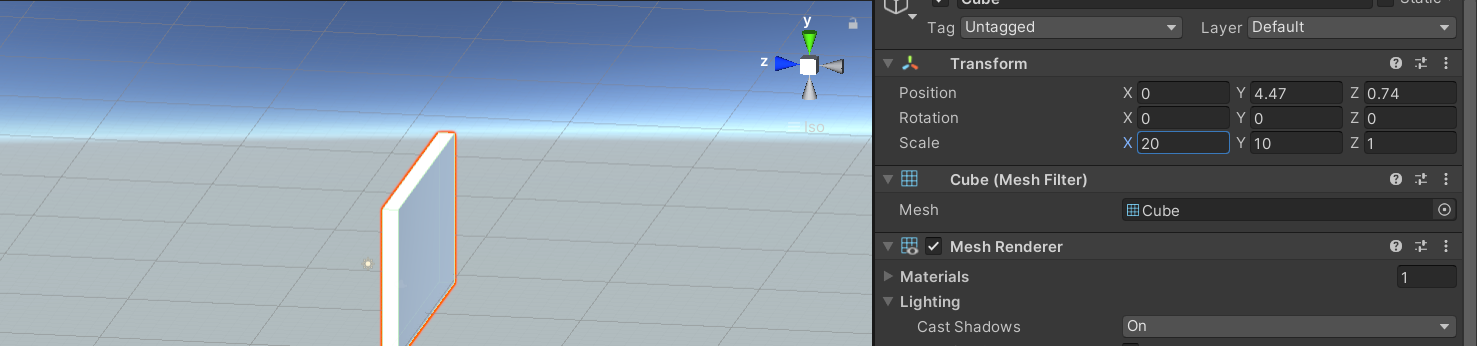 Cube
Static
Tag Untagged Layer Default
y
z
Iso
Transform
Position X 0 Y 4.47 Z 0.74
Rotation X 0 Y 0 Z 0
Scale X 20 Y 10 Z 1
Cube (Mesh Filter)
Mesh Cube
Mesh Renderer
Materials 1
Lighting
Cast Shadows On